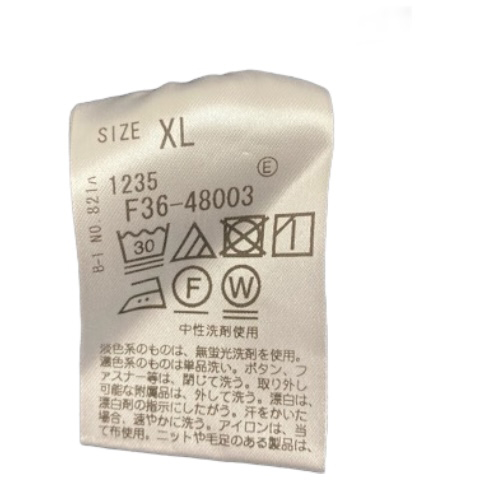 SIZE XL
E
1235
F36-48003
B-1 NO.821ハ
30
F W
中性洗剤使用
淡色系のものは、無蛍光洗剤を使用。
濃色系のものは単品洗い。ボタン、フ
ァスナー等は、閉じて洗う。取り外し
可能な附属品は、外して洗う。漂白は、
漂白剤の指示にしたがう。汗をかいた
場合、速やかに洗う。アイロンは、当
て布使用。ニットや毛足のある製品は、